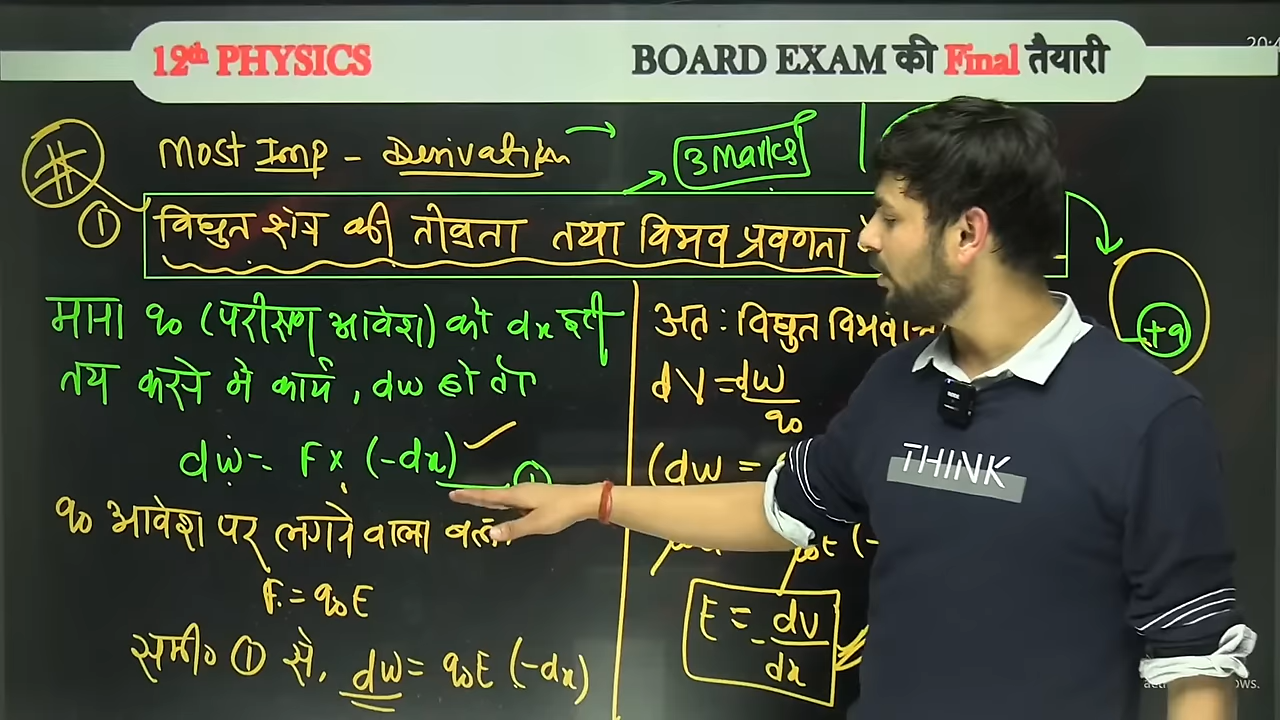 12th PHYSICS
BOARD EXAM की Final तैयारी
Most Imp - Derivation →
3 Marks
① विद्युत क्षेत्र की तीव्रता तथा विभव प्रवणता
माना q₀ (परीक्षण आवेश) को dx दूरी
तय करने में कार्य, dw हो तो
dw = F × (-dx) ①
q₀ आवेश पर लगने वाला बल
F = q₀E
समी० ① से, dw = q₀E (-dx)
अत: विद्युत
dV = dw/q₀
(dw =
E = -dv/dx
+q
THINK